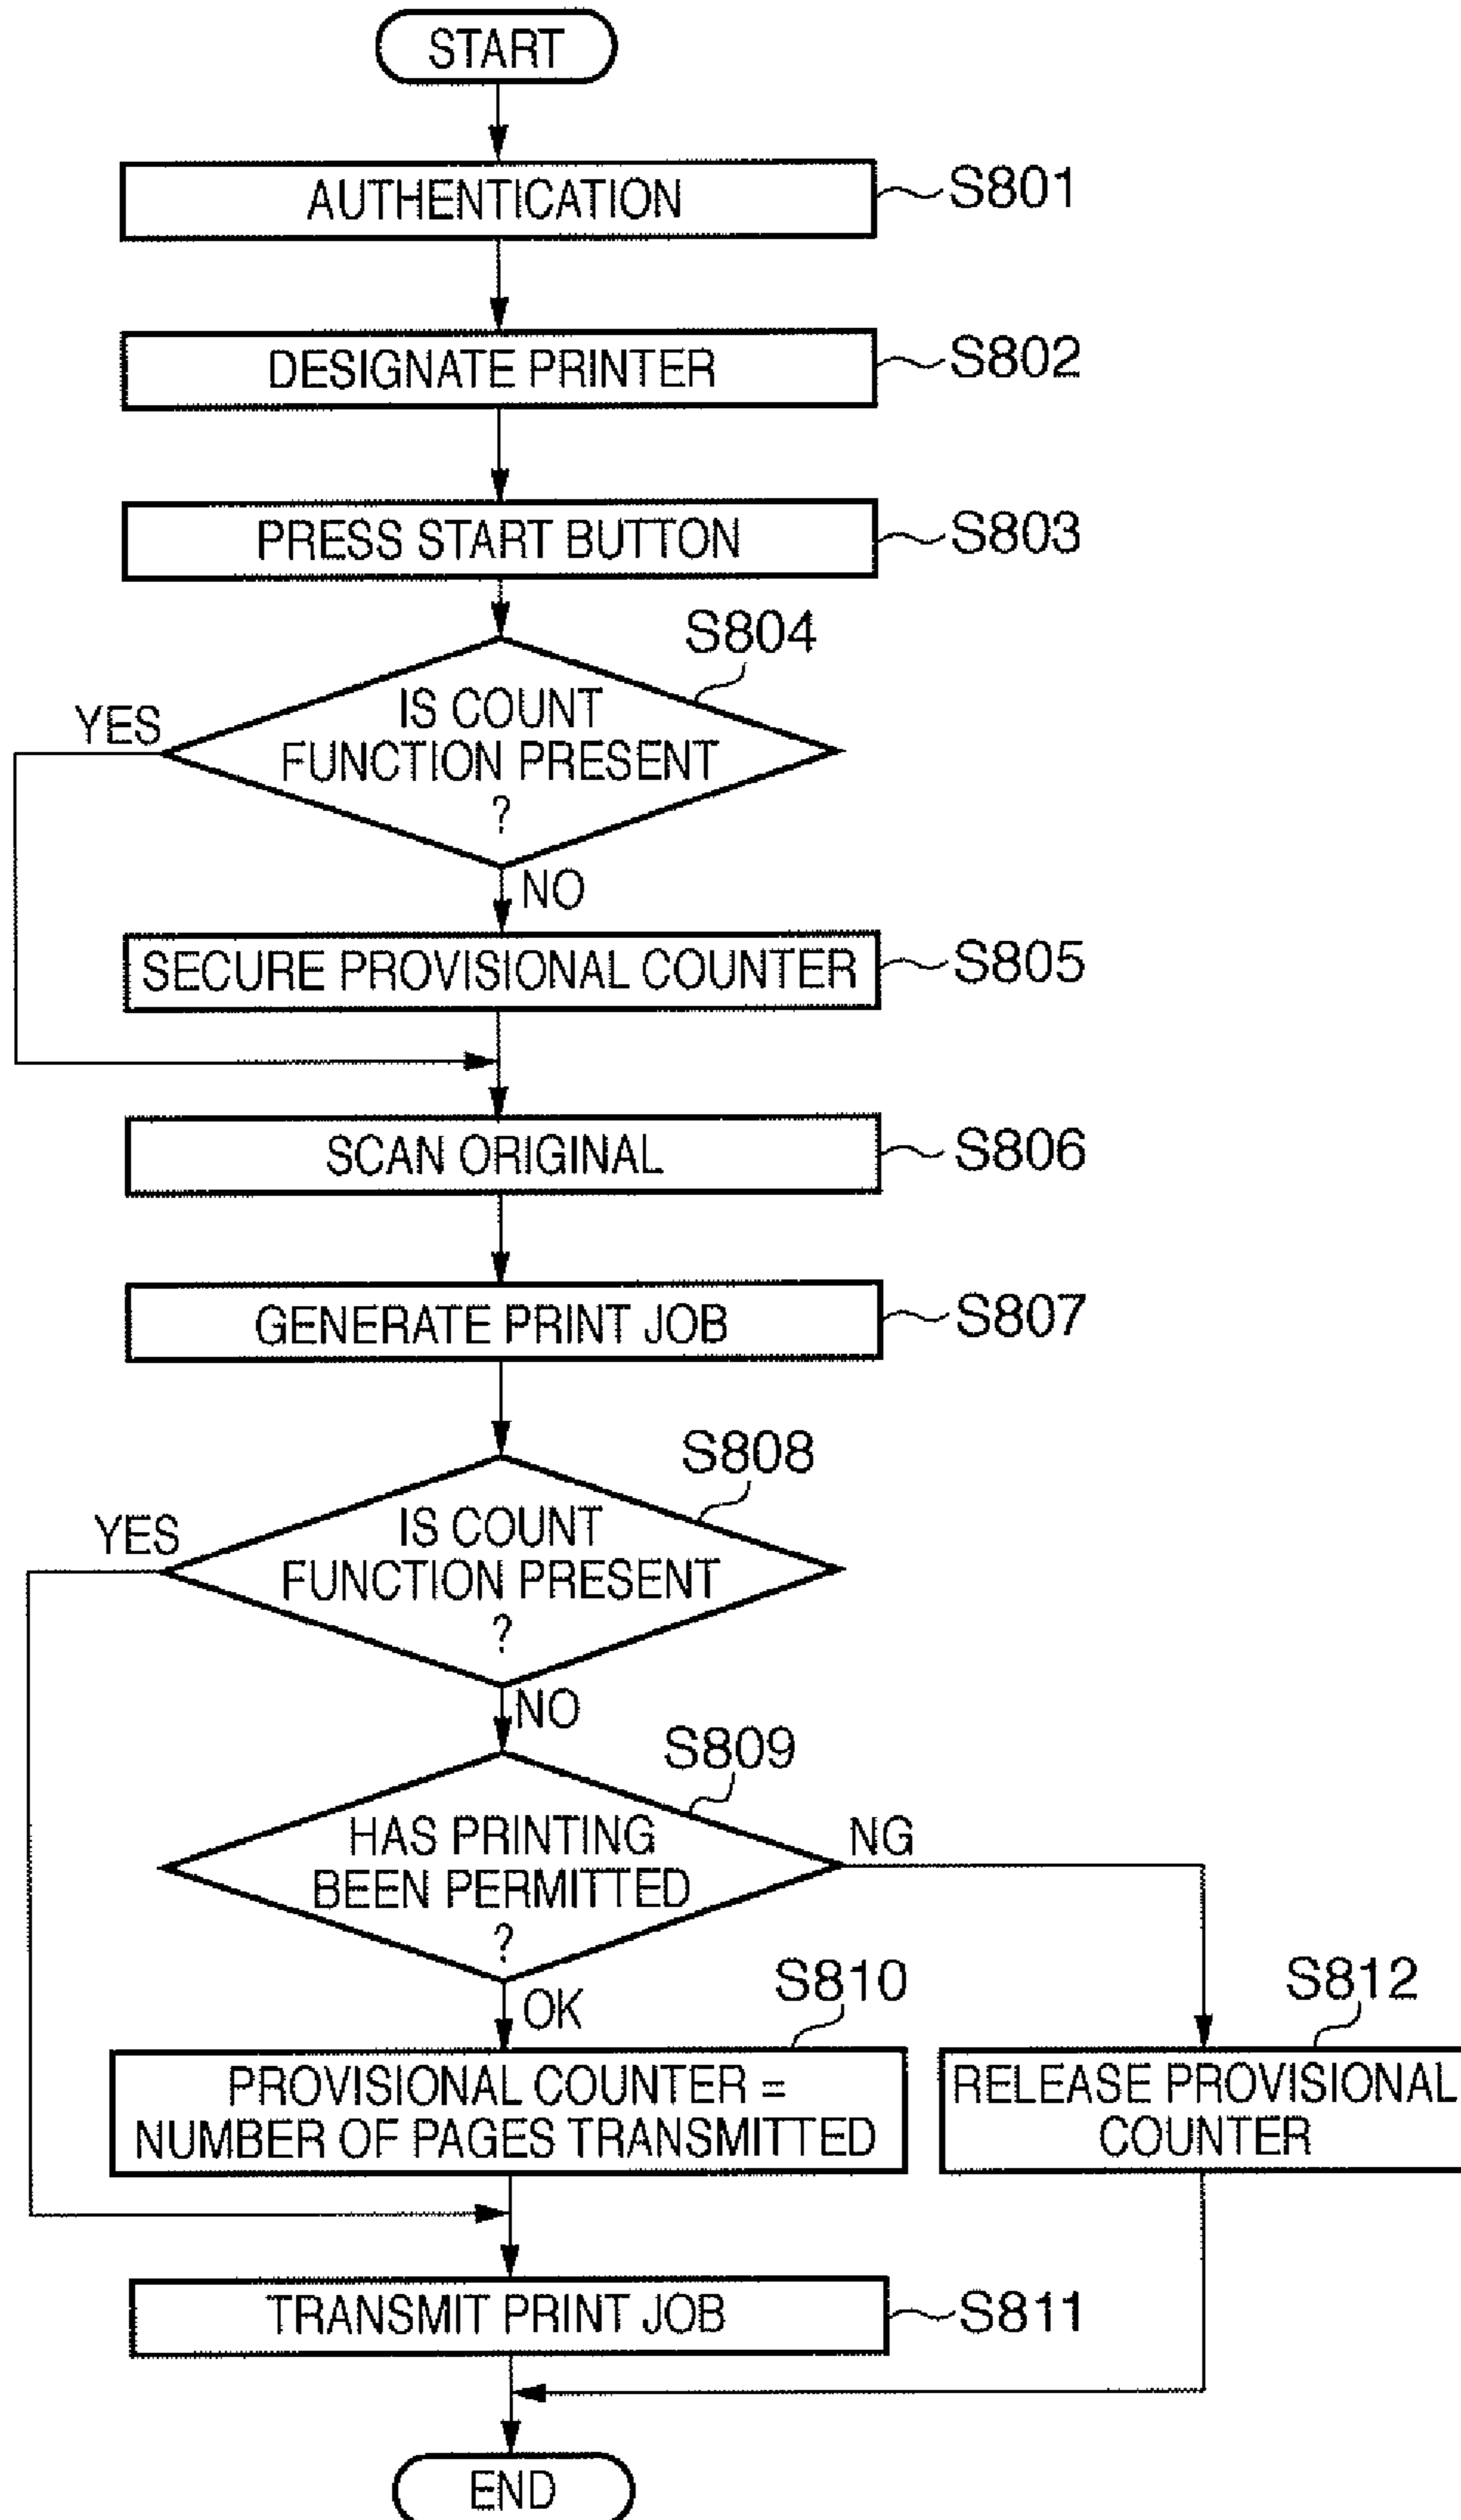 START
AUTHENTICATION
S801
DESIGNATE PRINTER
S802
PRESS START BUTTON
S803
S804
IS COUNT
FUNCTION PRESENT
?
YES
NO
SECURE PROVISIONAL COUNTER
S805
SCAN ORIGINAL
S806
GENERATE PRINT JOB
S807
S808
IS COUNT
FUNCTION PRESENT
?
YES
NO
S809
HAS PRINTING
BEEN PERMITTED
?
NG
OK
S810
PROVISIONAL COUNTER =
NUMBER OF PAGES TRANSMITTED
S812
RELEASE PROVISIONAL
COUNTER
TRANSMIT PRINT JOB
S811
END